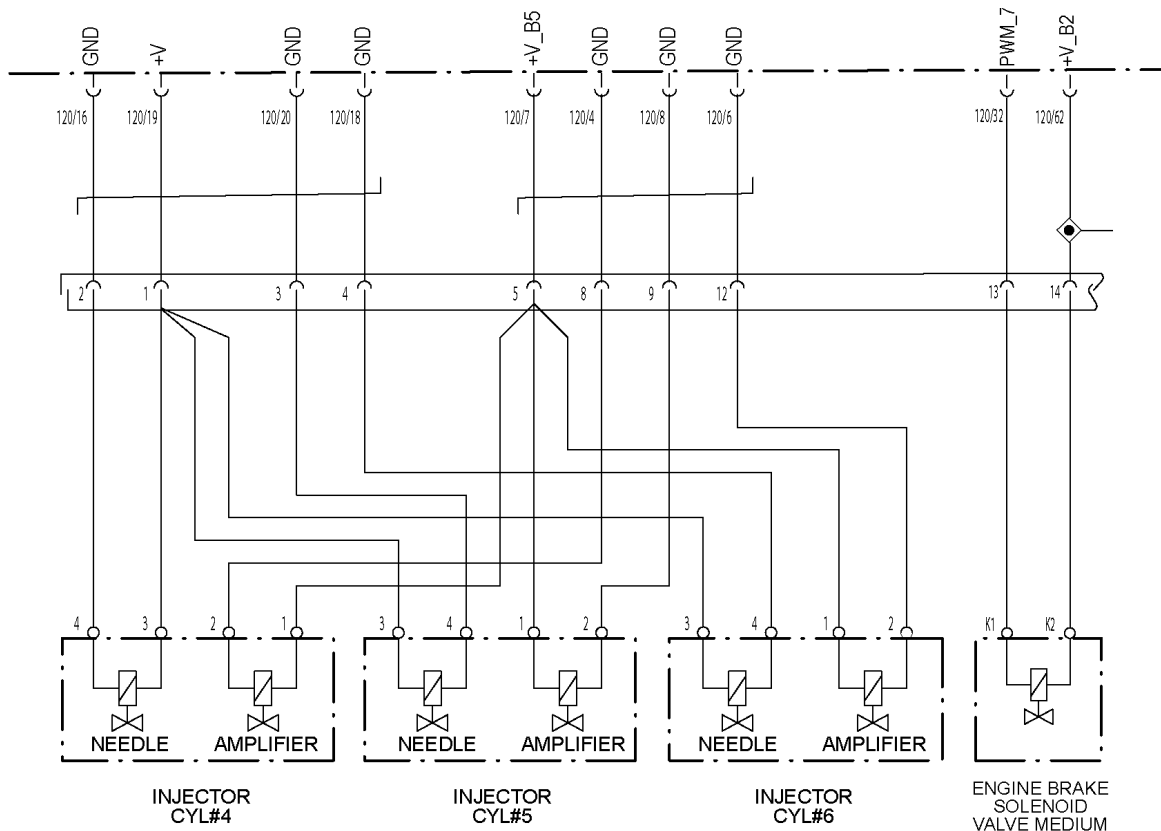 GND
+V
GND
GND
+V_B5
GND
GND
GND
PWM_7
+V_B2
120/16
120/19
120/20
120/18
120/7
120/4
120/8
120/6
120/32
120/62
2
1
3
4
5
8
9
12
13
14
4
3
2
1
3
4
1
2
3
4
1
2
K1
K2
NEEDLE
AMPLIFIER
NEEDLE
AMPLIFIER
NEEDLE
AMPLIFIER
INJECTOR
CYL#4
INJECTOR
CYL#5
INJECTOR
CYL#6
ENGINE BRAKE
SOLENOID
VALVE MEDIUM